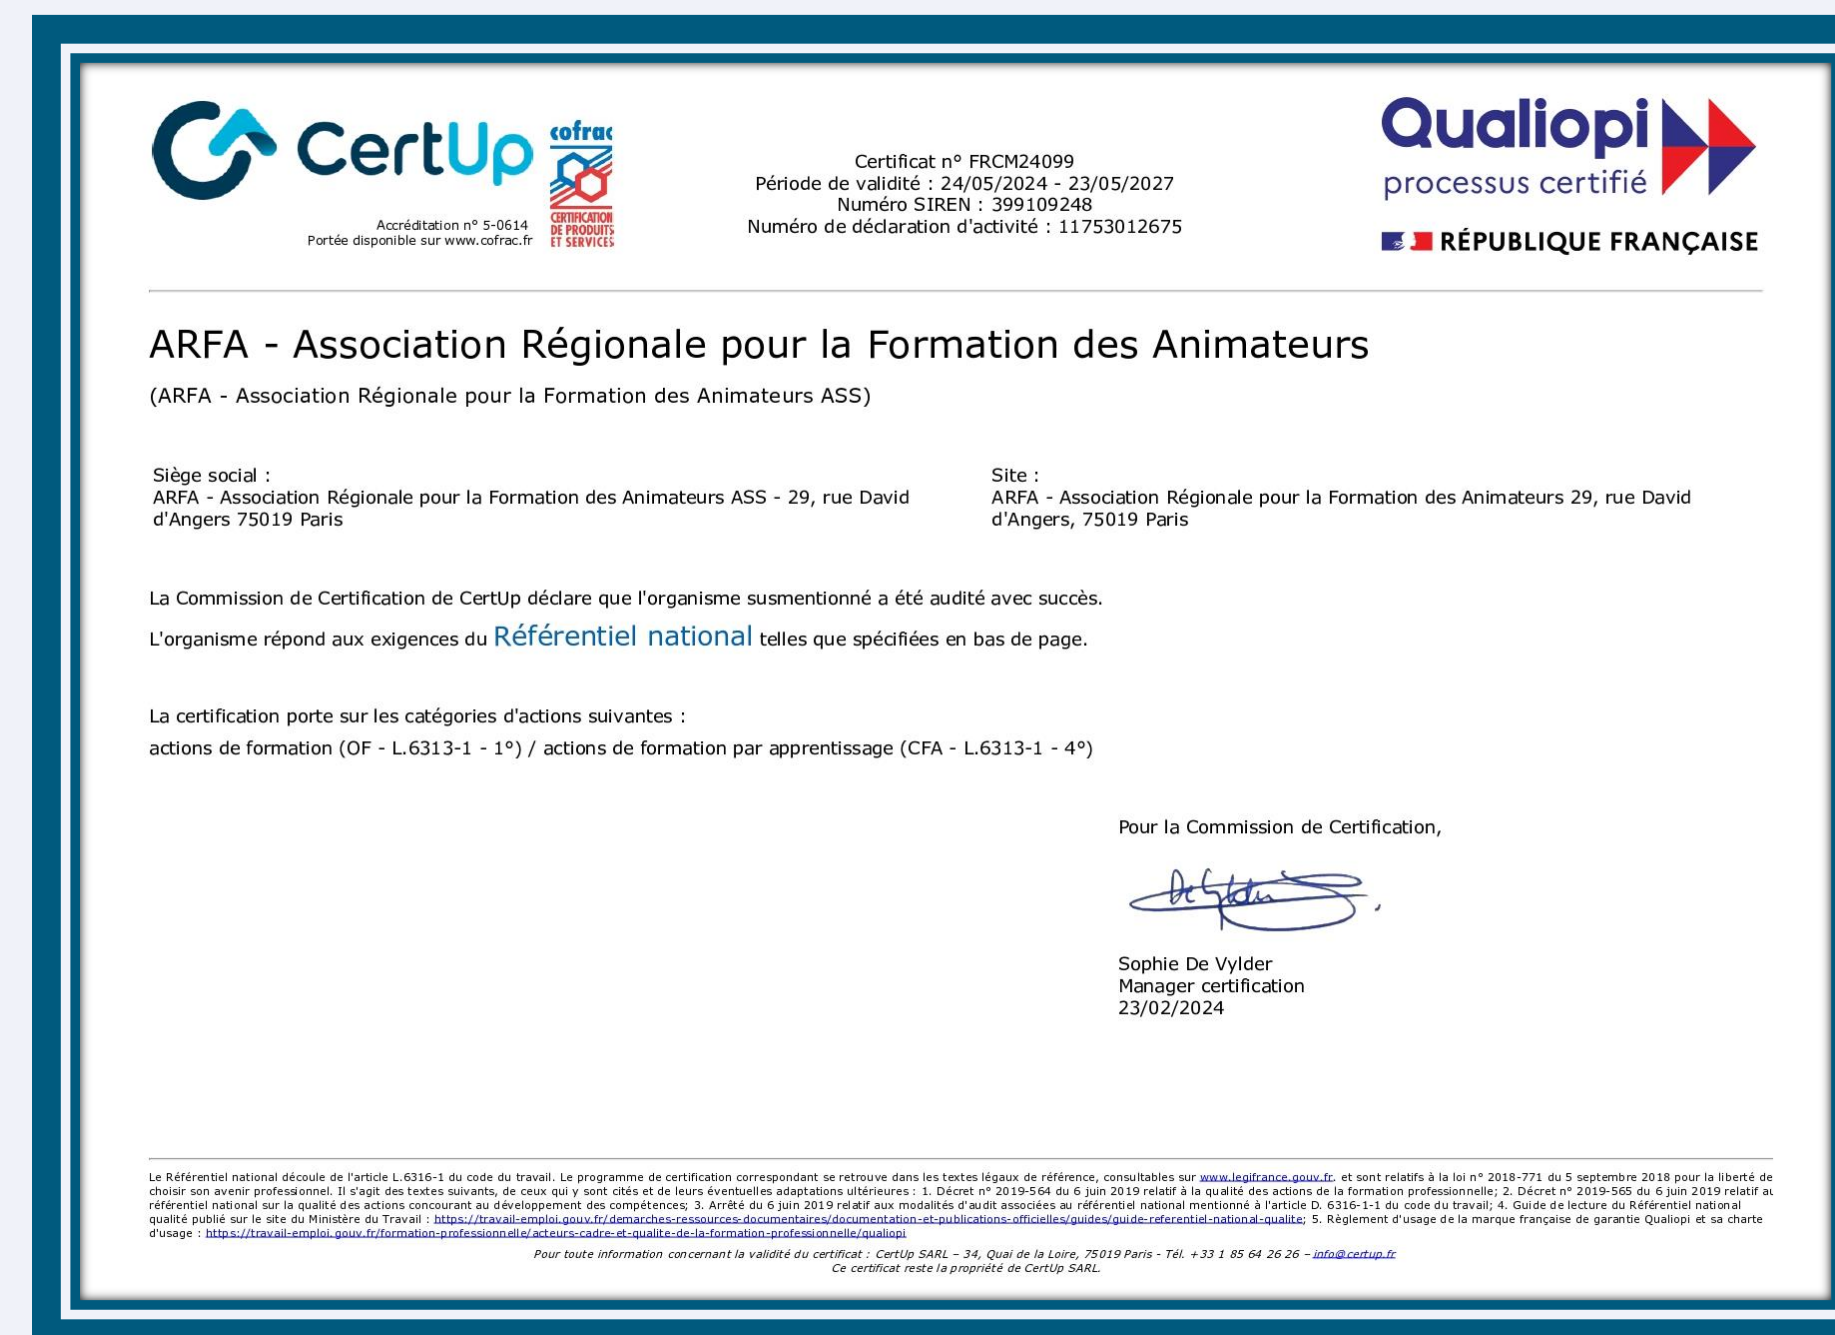 CertUp
cofrac
CERTIFICATION
DE PRODUITS
ET SERVICES
Accréditation n° 5-0614
Portée disponible sur www.cofrac.fr
Certificat n° FRCM24099
Période de validité : 24/05/2024 - 23/05/2027
Numéro SIREN : 399109248
Numéro de déclaration d'activité : 11753012675
Qualiopi
processus certifié
RÉPUBLIQUE FRANÇAISE
ARFA - Association Régionale pour la Formation des Animateurs
(ARFA - Association Régionale pour la Formation des Animateurs ASS)
Siège social :
ARFA - Association Régionale pour la Formation des Animateurs ASS - 29, rue David
d'Angers 75019 Paris
Site :
ARFA - Association Régionale pour la Formation des Animateurs 29, rue David
d'Angers, 75019 Paris
La Commission de Certification de CertUp déclare que l'organisme susmentionné a été audité avec succès.
L'organisme répond aux exigences du Référentiel national telles que spécifiées en bas de page.
La certification porte sur les catégories d'actions suivantes :
actions de formation (OF - L.6313-1 - 1°) / actions de formation par apprentissage (CFA - L.6313-1 - 4°)
Pour la Commission de Certification,
De Vylder
Sophie De Vylder
Manager certification
23/02/2024
Le Référentiel national découle de l'article L.6316-1 du code du travail. Le programme de certification correspondant se retrouve dans les textes légaux de référence, consultables sur www.legifrance.gouv.fr, et sont relatifs à la loi n° 2018-771 du 5 septembre 2018 pour la liberté de
choisir son avenir professionnel. Il s'agit des textes suivants, de ceux qui y sont cités et de leurs éventuelles adaptations ultérieures : 1. Décret n° 2019-564 du 6 juin 2019 relatif à la qualité des actions de la formation professionnelle; 2. Décret n° 2019-565 du 6 juin 2019 relatif au
référentiel national sur la qualité des actions concourant au développement des compétences; 3. Arrêté du 6 juin 2019 relatif aux modalités d'audit associées au référentiel national mentionné à l'article D. 6316-1-1 du code du travail; 4. Guide de lecture du Référentiel national
qualité publié sur le site du Ministère du Travail : https://travail-emploi.gouv.fr/demarches-ressources-documentaires/documentation-et-publications-officielles/guides/guide-referentiel-national-qualite; 5. Règlement d'usage de la marque française de garantie Qualiopi et sa charte
d'usage : https://travail-emploi.gouv.fr/formation-professionnelle/acteurs-cadre-et-qualite-de-la-formation-professionnelle/qualiopi
Pour toute information concernant la validité du certificat : CertUp SARL – 34, Quai de la Loire, 75019 Paris - Tél. +33 1 85 64 26 26 – info@certup.fr
Ce certificat reste la propriété de CertUp SARL.